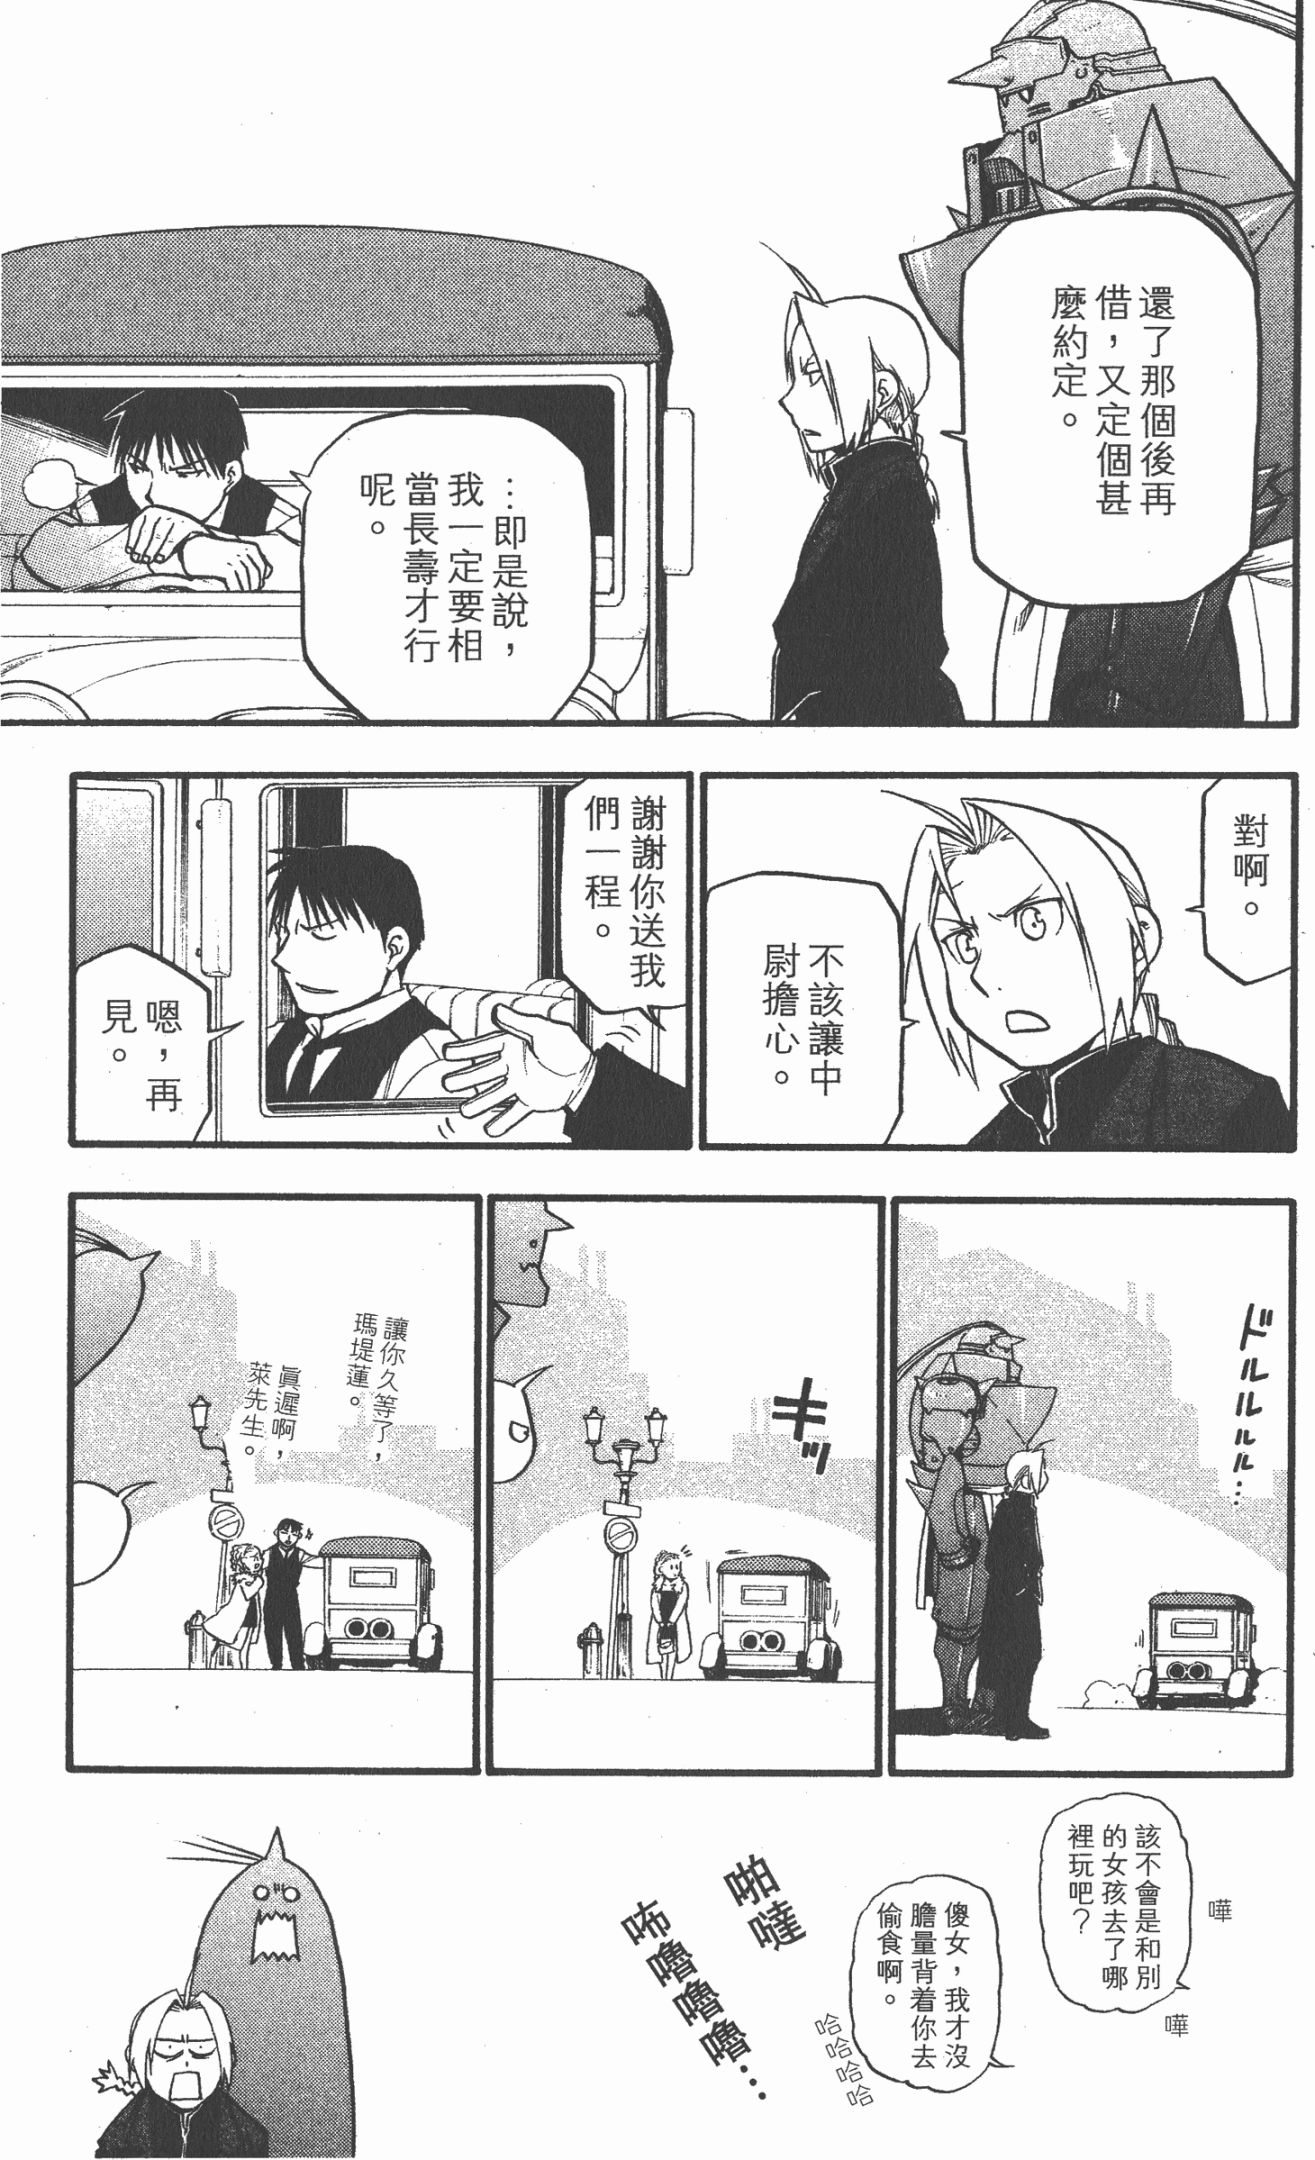 還了那個後再
借，又定個甚
麼約定。
…即是說，
我一定要相
當長壽才行
呢。
對啊。
不該讓中
尉擔心。
謝謝你送我
們一程。
嗯，再
見。
ドルルルル…
キッ
讓你久等了，
瑪堤蓮。
眞遲啊，
萊先生。
該不會是和別
的女孩去了哪
裡玩吧？
嘩
嘩
傻女，我才沒
膽量背着你去
偷食啊。
哈哈哈哈
啪噠
咘嚕嚕嚕…